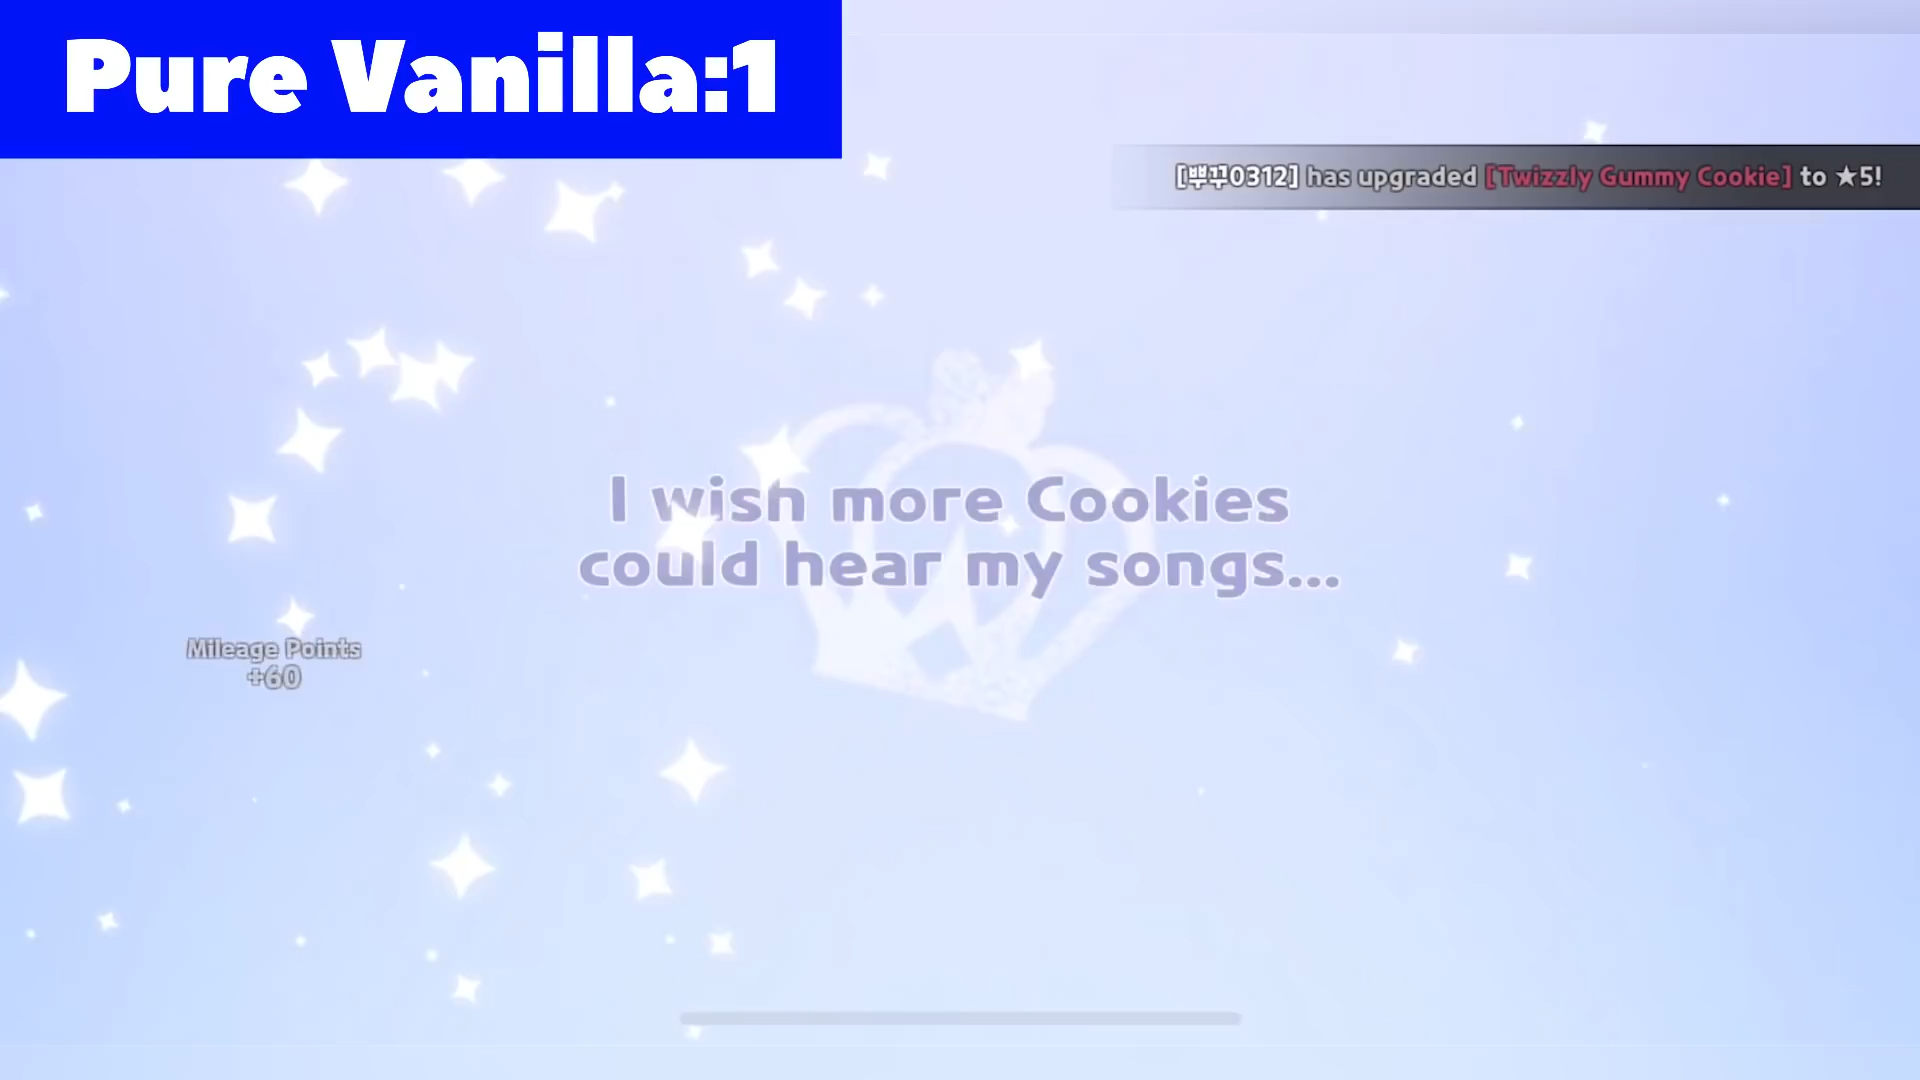 Pure Vanilla:1
[뿌꾸0312] has upgraded [Twizzly Gummy Cookie] to ★5!
I wish more Cookies
could hear my songs...
Mileage Points
+60